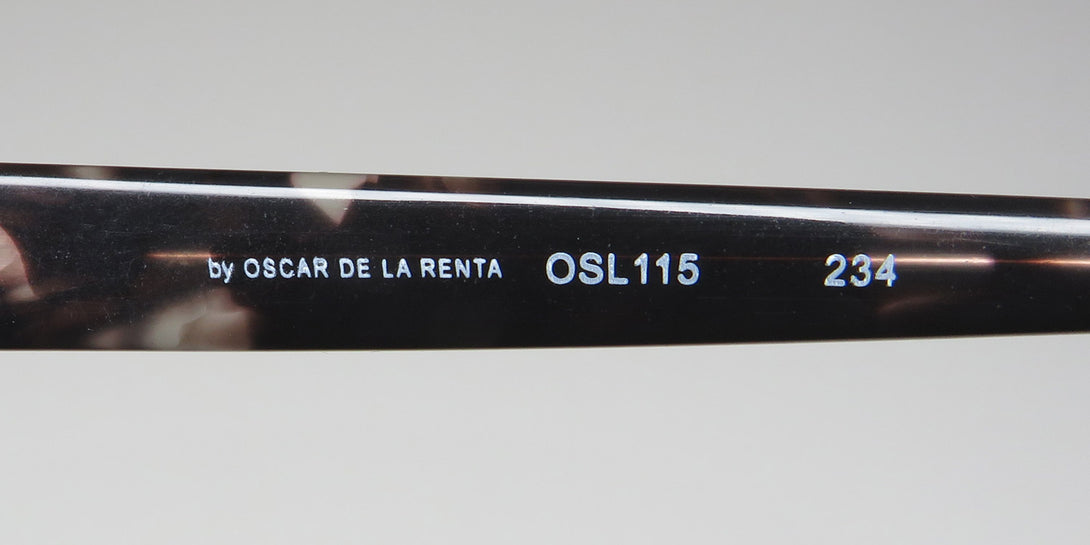 by OSCAR DE LA RENTA OSL115 234